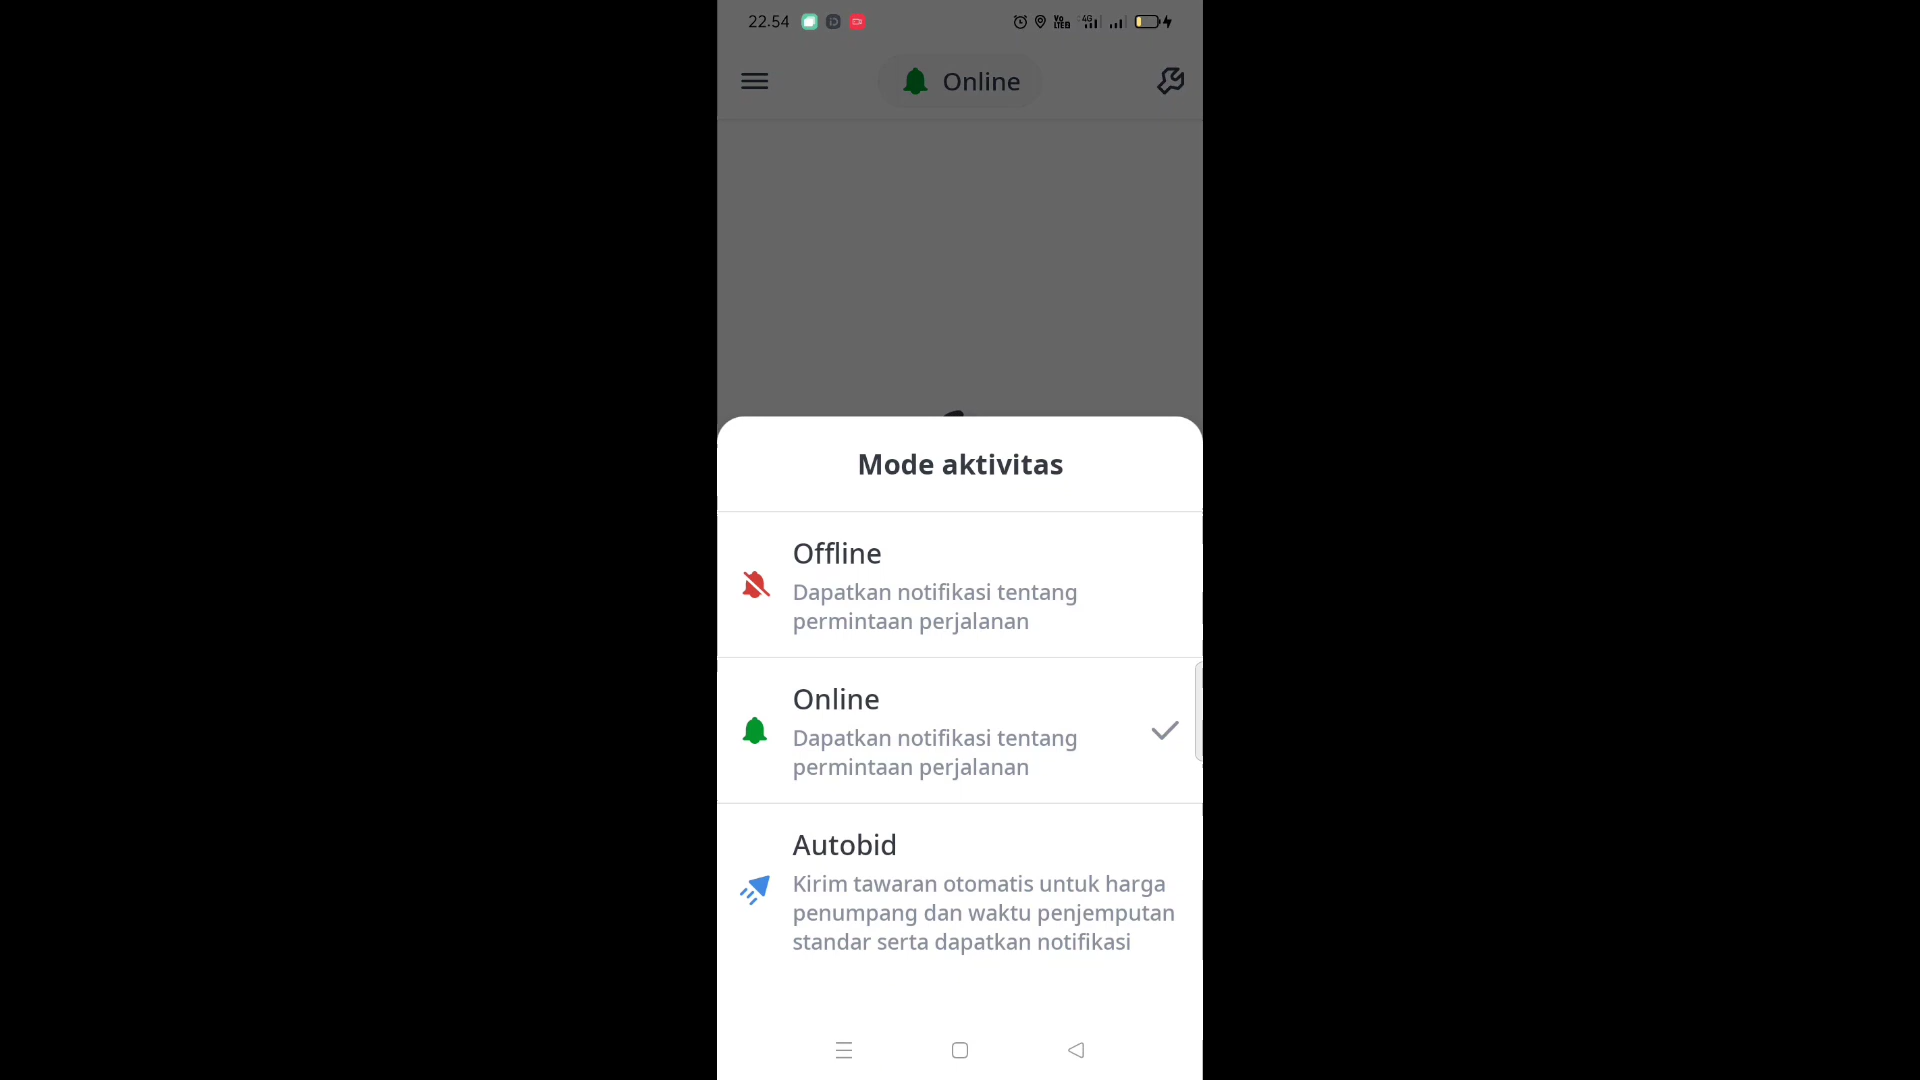 22.54
Online
Mode aktivitas
Offline
Dapatkan notifikasi tentang
permintaan perjalanan
Online
Dapatkan notifikasi tentang
permintaan perjalanan
Autobid
Kirim tawaran otomatis untuk harga
penumpang dan waktu penjemputan
standar serta dapatkan notifikasi